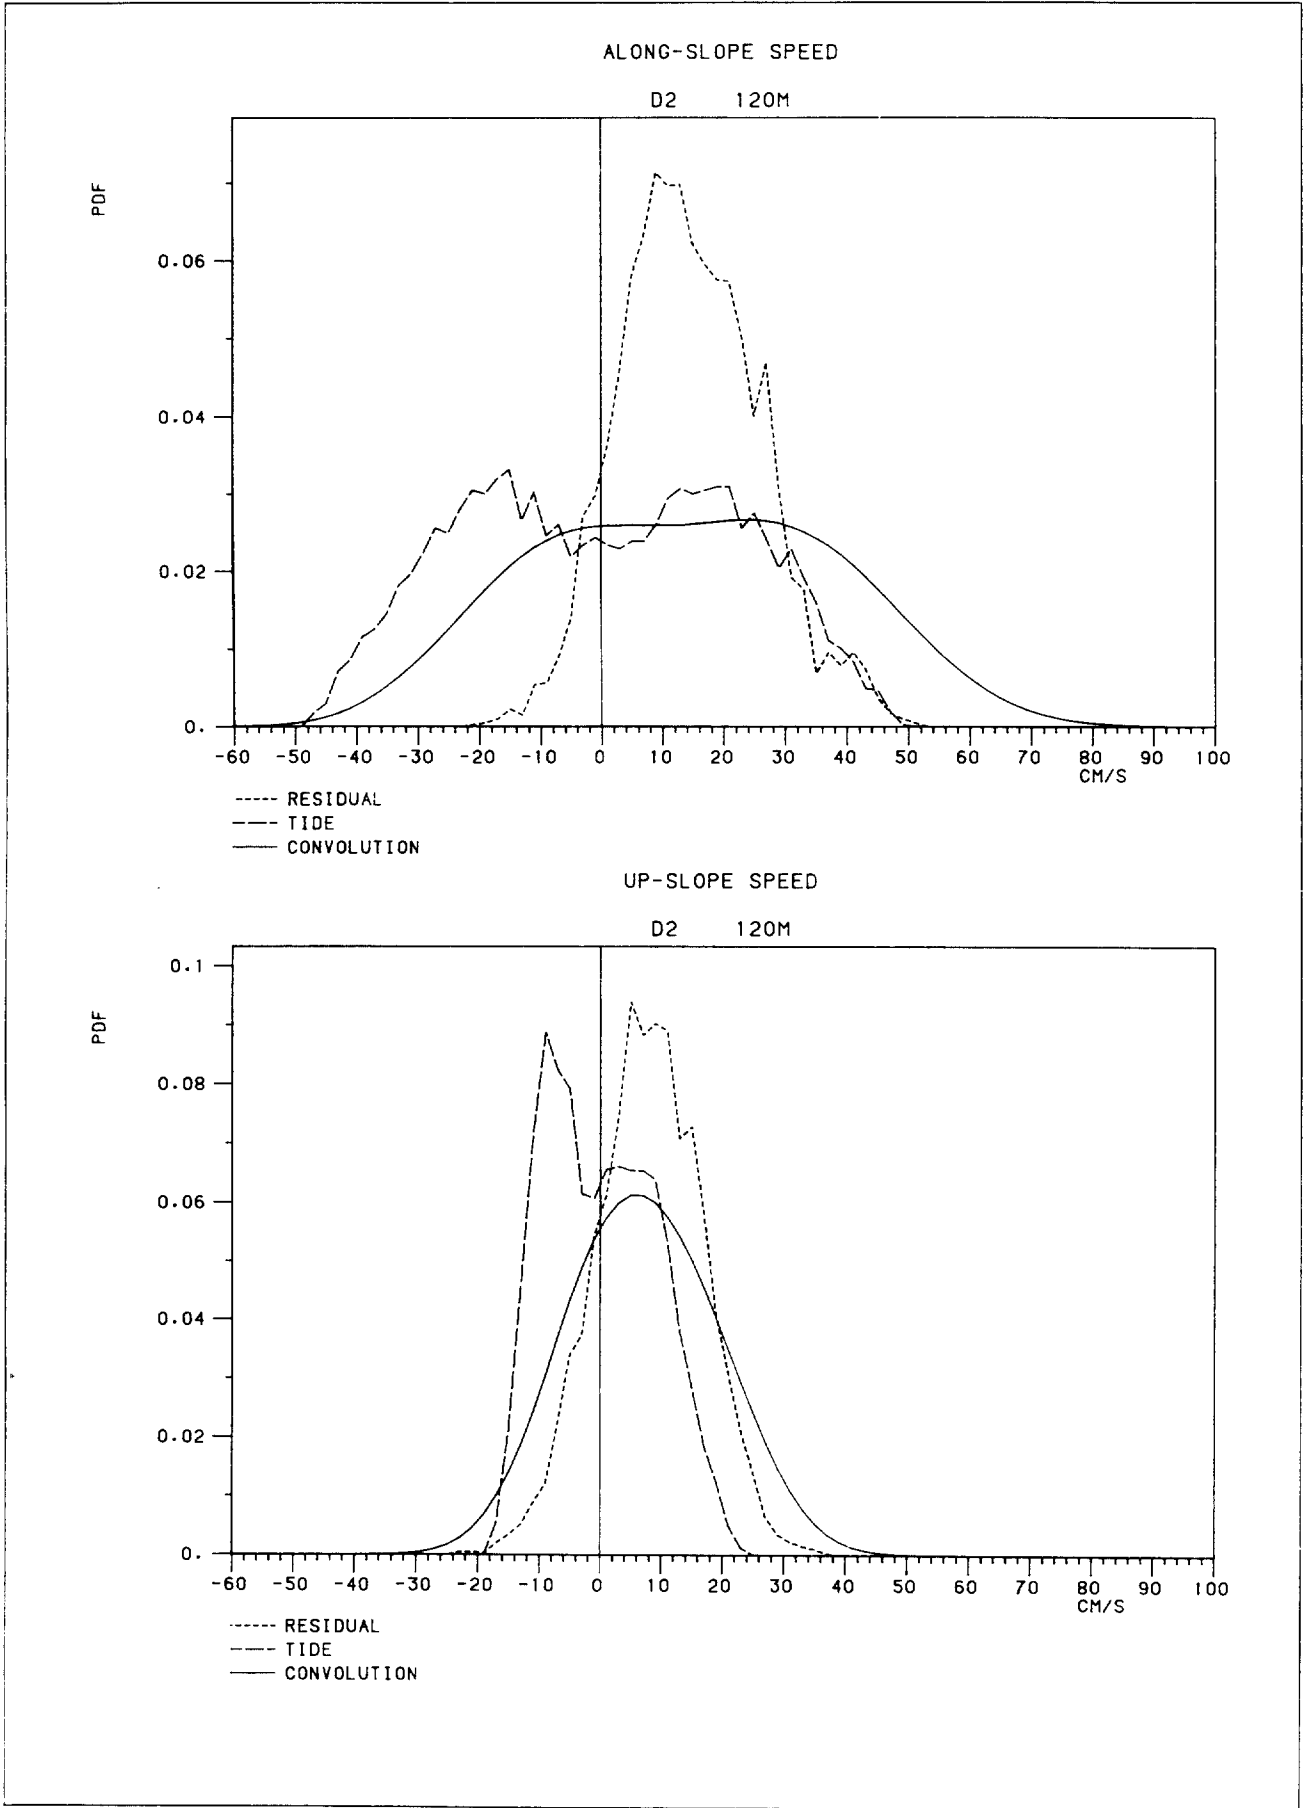 ALONG-SLOPE SPEED
D2 120M
PDF
0.06
0.04
0.02
0.
-60 -50 -40 -30 -20 -10 0 10 20 30 40 50 60 70 80 90 100
CM/S
RESIDUAL
TIDE
CONVOLUTION
UP-SLOPE SPEED
D2 120M
PDF
0.1
0.08
0.06
0.04
0.02
0.
-60 -50 -40 -30 -20 -10 0 10 20 30 40 50 60 70 80 90 100
CM/S
RESIDUAL
TIDE
CONVOLUTION